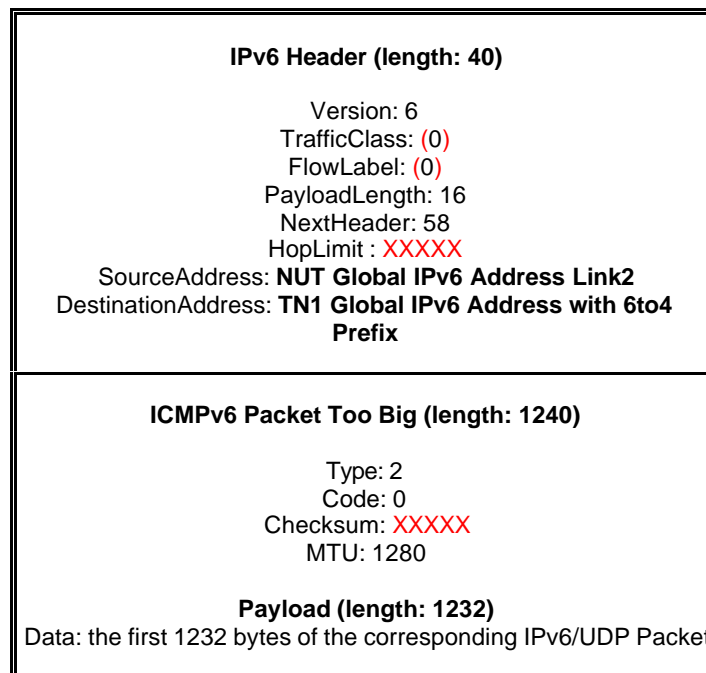 IPv6 Header (length: 40)
Version: 6
TrafficClass: (0)
FlowLabel: (0)
PayloadLength: 16
NextHeader: 58
HopLimit : XXXXX
SourceAddress: NUT Global IPv6 Address Link2
DestinationAddress: TN1 Global IPv6 Address with 6to4
Prefix
ICMPv6 Packet Too Big (length: 1240)
Type: 2
Code: 0
Checksum: XXXXX
MTU: 1280
Payload (length: 1232)
Data: the first 1232 bytes of the corresponding IPv6/UDP Packet